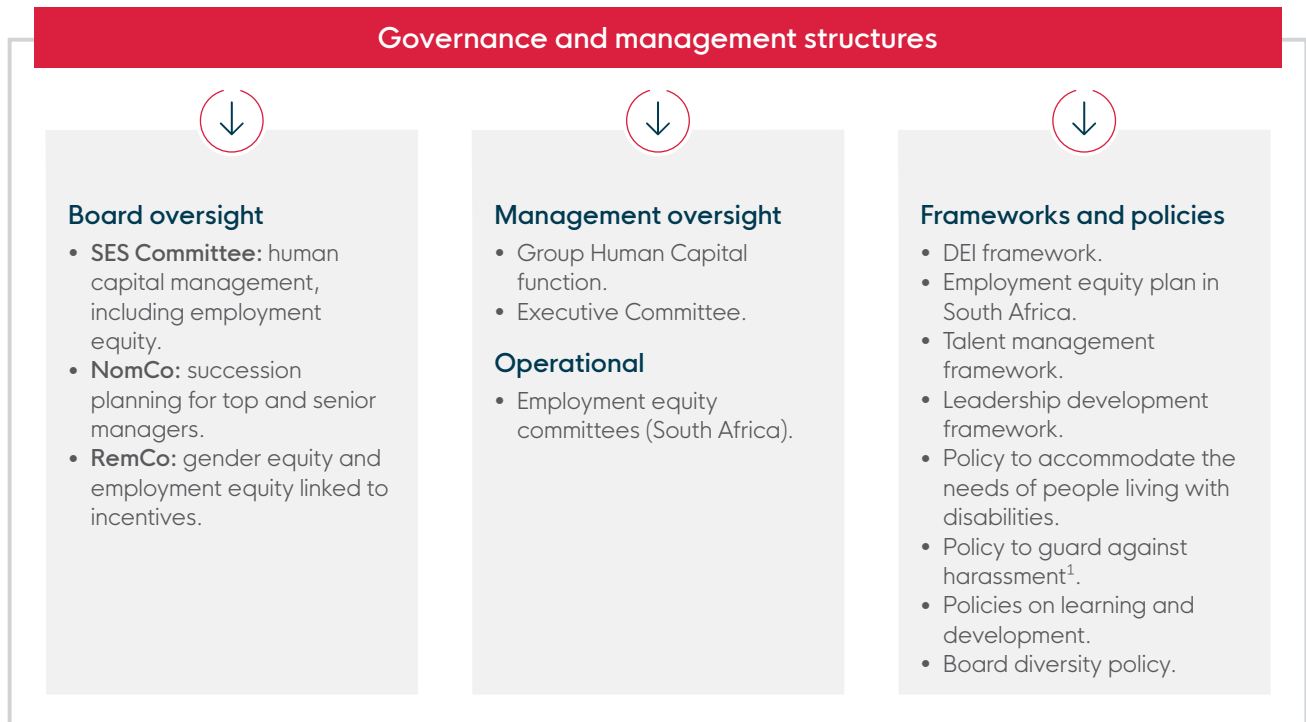 Governance and management structures
Board oversight
• SES Committee: human
capital management,
including employment
equity.
• NomCo: succession
planning for top and senior
managers.
• RemCo: gender equity and
employment equity linked to
incentives.
Management oversight
• Group Human Capital
function.
• Executive Committee.
Operational
• Employment equity
committees (South Africa).
Frameworks and policies
• DEI framework.
• Employment equity plan in
South Africa.
• Talent management
framework.
• Leadership development
framework.
• Policy to accommodate the
needs of people living with
disabilities.
• Policy to guard against
harassment¹.
• Policies on learning and
development.
• Board diversity policy.